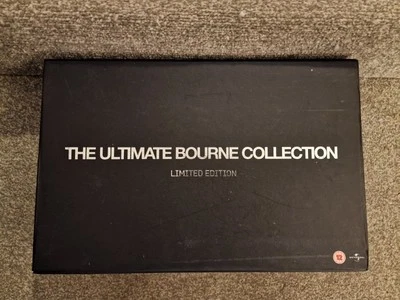 THE ULTIMATE BOURNE COLLECTION
LIMITED EDITION
12